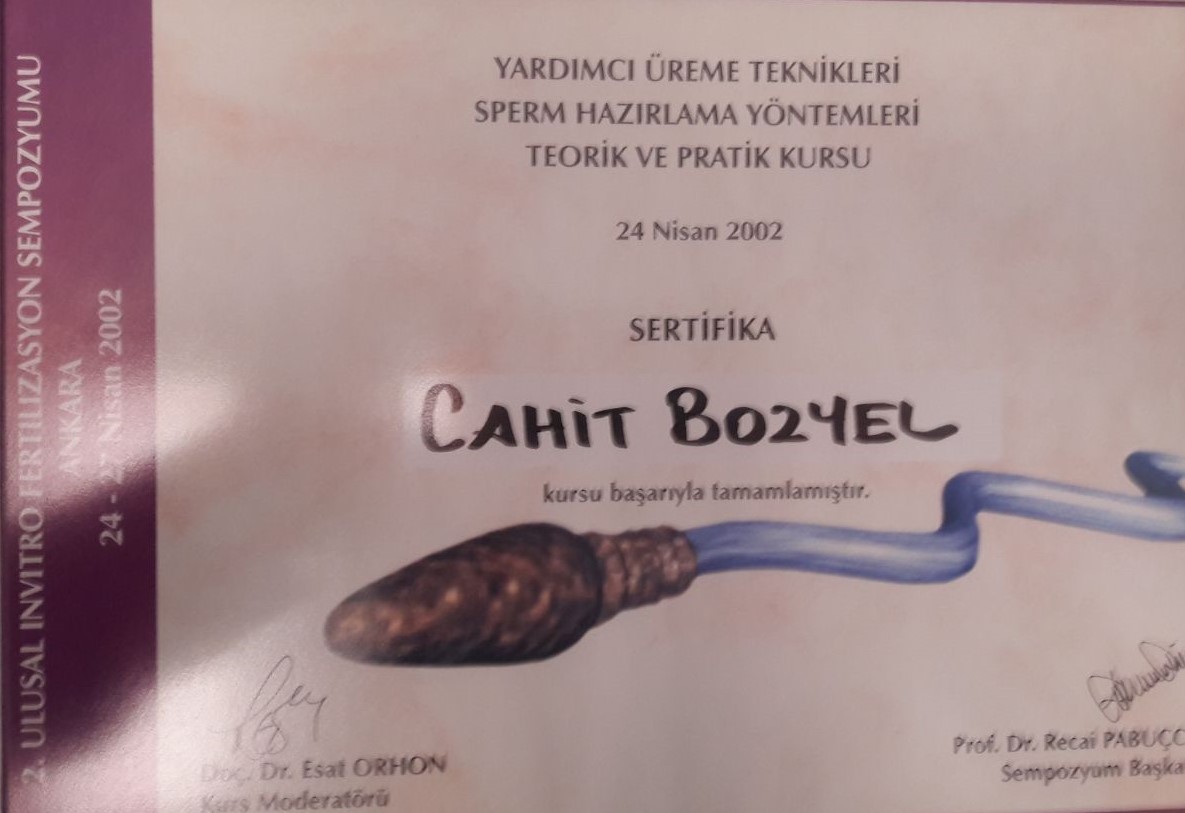 2. ULUSAL INVITRO FERTILIZASYON SEMPOZYUMU
ANKARA
24 - 27 Nisan 2002
YARDIMCI ÜREME TEKNİKLERİ
SPERM HAZIRLAMA YÖNTEMLERİ
TEORİK VE PRATİK KURSU
24 Nisan 2002
SERTİFİKA
CAHİT BOZYEL
kursu başarıyla tamamlamıştır.
Doç. Dr. Esat ORHON
Kurs Moderatörü
Prof. Dr. Recai PABUÇC
Sempozyum Başka